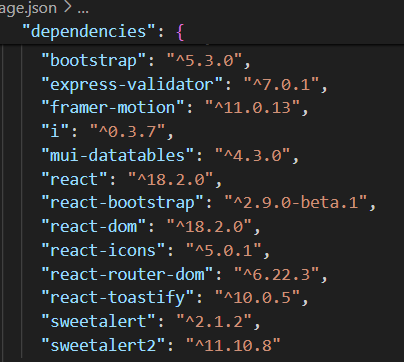 age.json > ...
"dependencies": {
"bootstrap": "^5.3.0",
"express-validator": "^7.0.1",
"framer-motion": "^11.0.13",
"i": "^0.3.7",
"mui-datatables": "^4.3.0",
"react": "^18.2.0",
"react-bootstrap": "^2.9.0-beta.1",
"react-dom": "^18.2.0",
"react-icons": "^5.0.1",
"react-router-dom": "^6.22.3",
"react-toastify": "^10.0.5",
"sweetalert": "^2.1.2",
"sweetalert2": "^11.10.8"